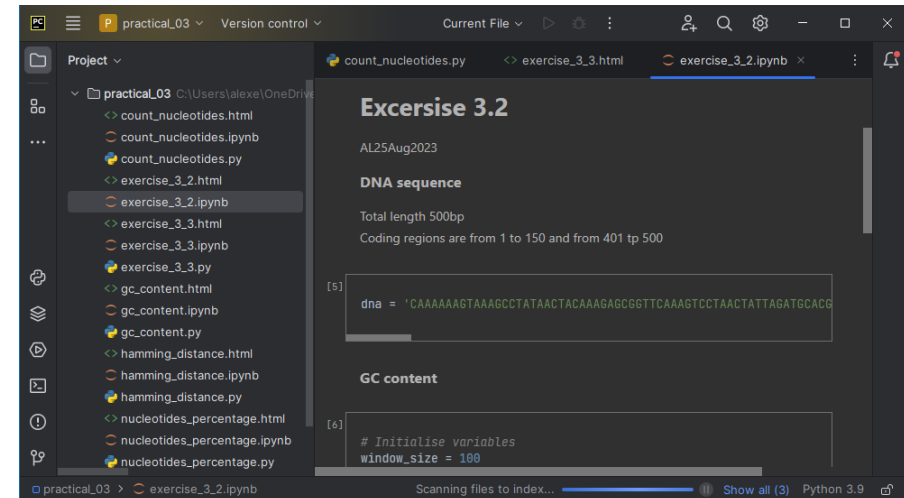 PC
P practical_03 Version control Current File
Project
count_nucleotides.py <> exercise_3_3.html exercise_3_2.ipynb
practical_03 C:\Users\alexe\OneDrive
<> count_nucleotides.html
count_nucleotides.ipynb
count_nucleotides.py
<> exercise_3_2.html
exercise_3_2.ipynb
<> exercise_3_3.html
exercise_3_3.ipynb
exercise_3_3.py
<> gc_content.html
gc_content.ipynb
gc_content.py
<> hamming_distance.html
hamming_distance.ipynb
hamming_distance.py
<> nucleotides_percentage.html
nucleotides_percentage.ipynb
nucleotides_percentage.py
Excersise 3.2
AL25Aug2023
DNA sequence
Total length 500bp
Coding regions are from 1 to 150 and from 401 tp 500
[5]
dna = 'CAAAAAAGTAAAGCCTATAACTACAAAGAGCGGTTCAAAGTCCTAACTATTAGATGCACG
GC content
[6]
# Initialise variables
window_size = 100
practical_03 > exercise_3_2.ipynb Scanning files to index... Show all (3) Python 3.9